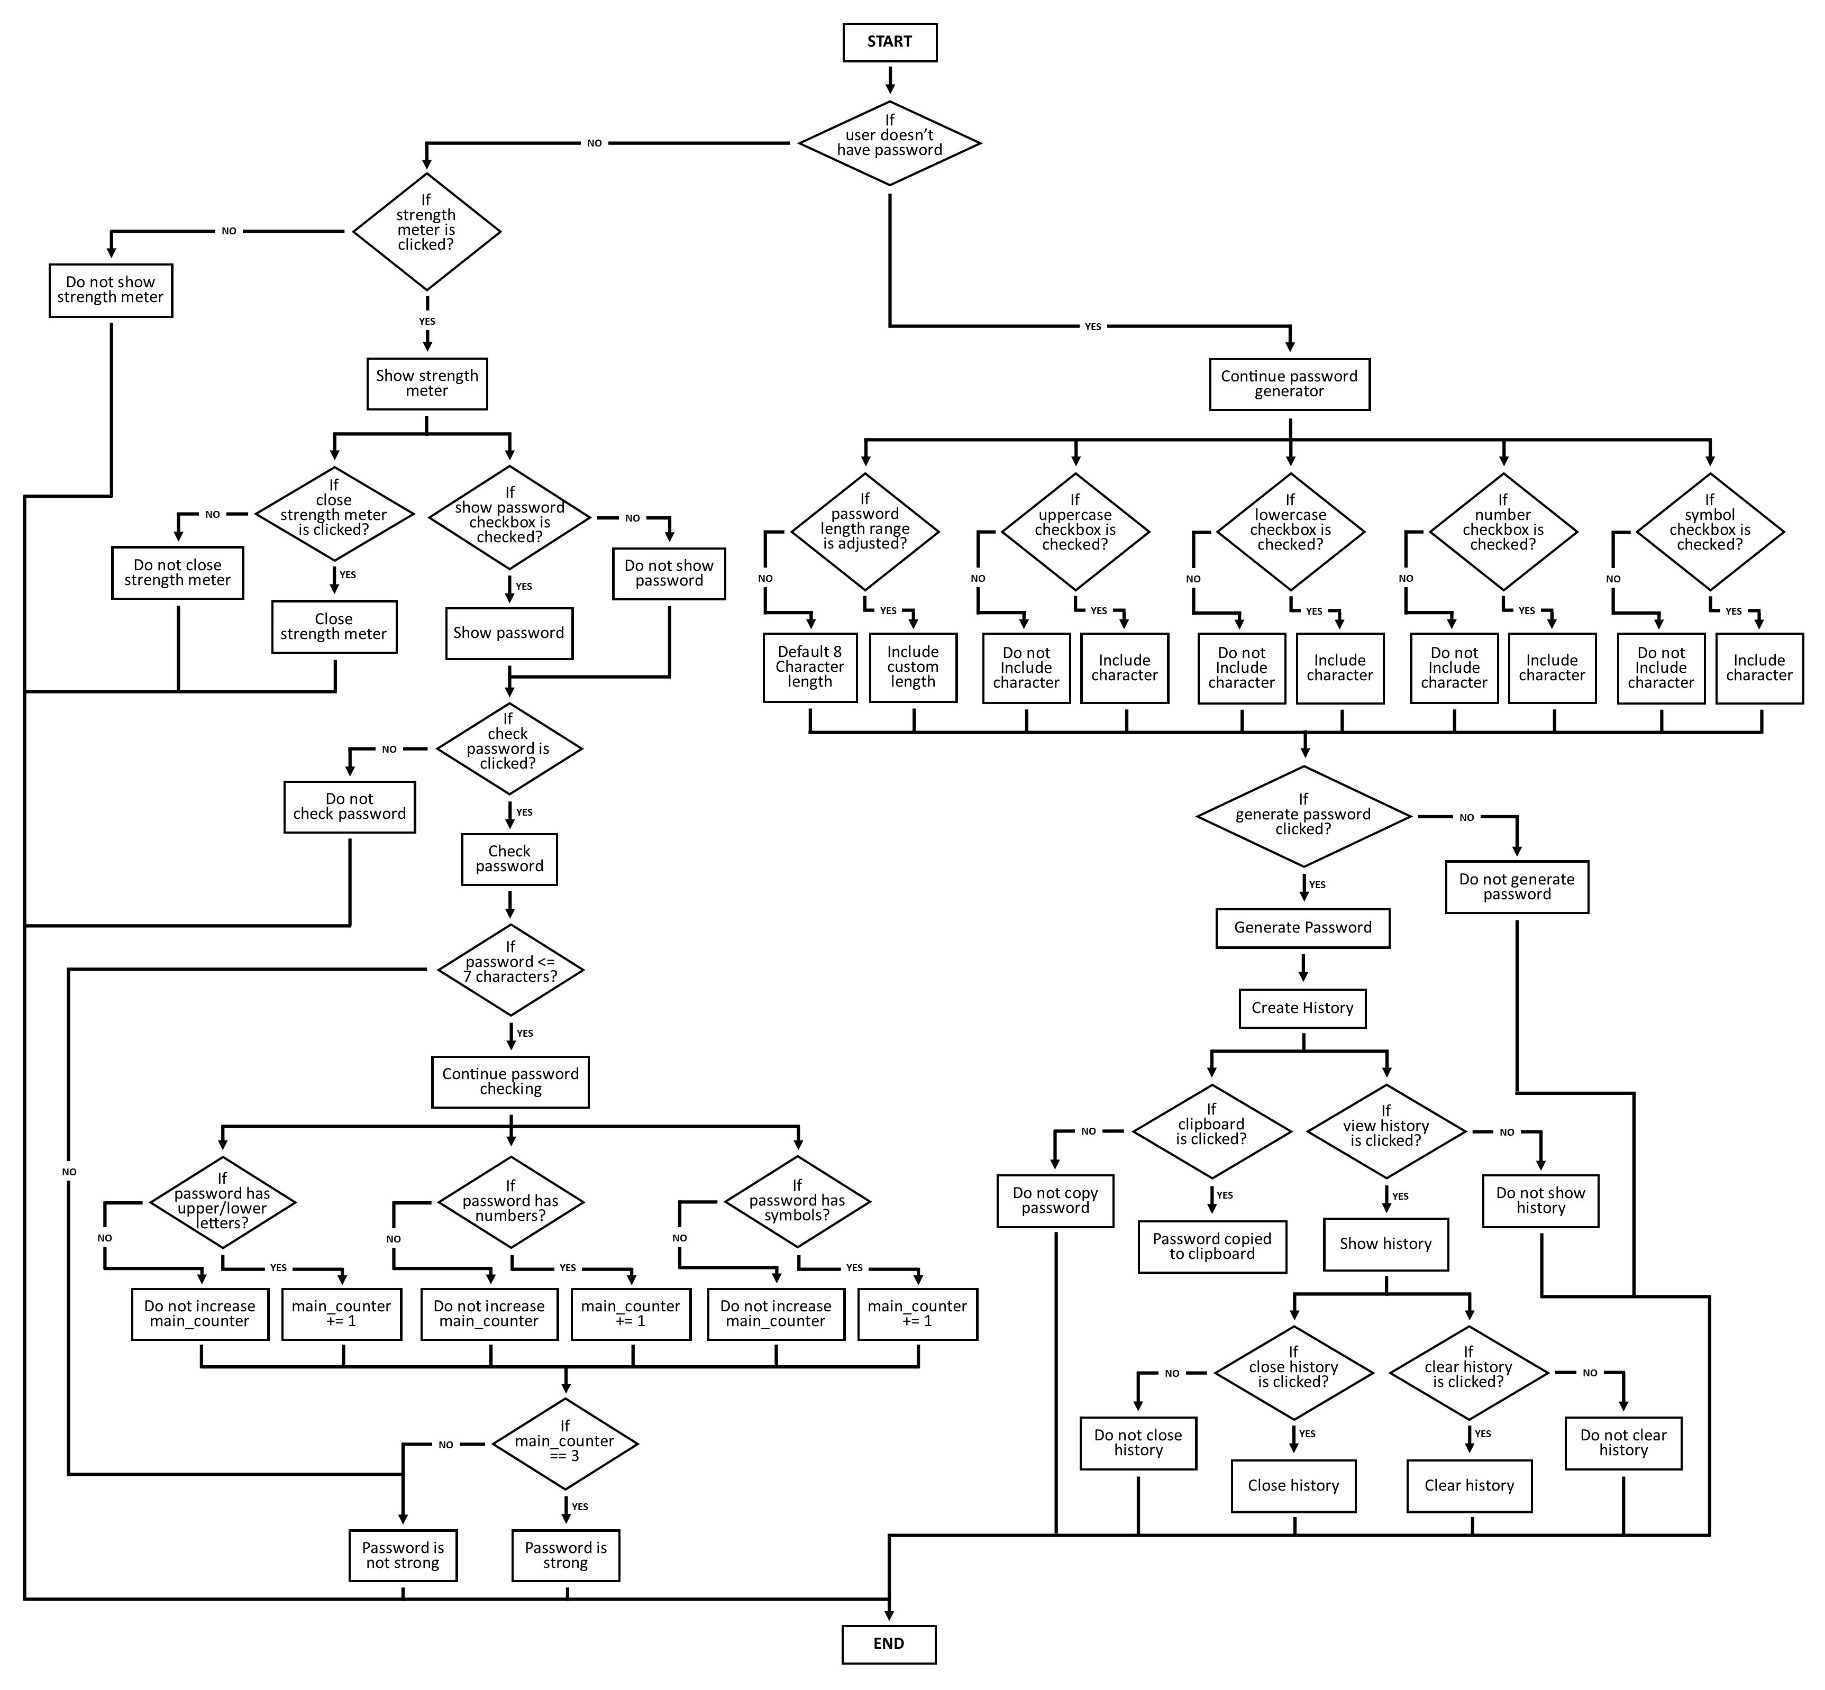 START
If
user doesn't
have password
NO
If
strength
meter is
clicked?
NO
Do not show
strength meter
YES
YES
Show strength
meter
Continue password
generator
If
close
strength meter
is clicked?
NO
Do not close
strength meter
YES
Close
strength meter
If
show password
checkbox is
checked?
NO
Do not show
password
YES
Show password
If
password
length range
is adjusted?
NO
YES
Default 8
Character
length
Include
custom
length
If
uppercase
checkbox is
checked?
NO
YES
Do not
Include
character
Include
character
If
lowercase
checkbox is
checked?
NO
YES
Do not
Include
character
Include
character
If
number
checkbox is
checked?
NO
YES
Do not
Include
character
Include
character
If
symbol
checkbox is
checked?
NO
YES
Do not
Include
character
Include
character
If
check
password is
clicked?
NO
Do not
check password
YES
Check
password
If
generate password
clicked?
NO
Do not generate
password
YES
Generate Password
Create History
If
password <=
7 characters?
NO
YES
Continue password
checking
If
password has
upper/lower
letters?
NO
YES
Do not increase
main_counter
main_counter
+= 1
If
password has
numbers?
NO
YES
Do not increase
main_counter
main_counter
+= 1
If
password has
symbols?
NO
YES
Do not increase
main_counter
main_counter
+= 1
If
clipboard
is clicked?
NO
Do not copy
password
YES
Password copied
to clipboard
If
view history
is clicked?
NO
Do not show
history
YES
Show history
If
close history
is clicked?
NO
Do not close
history
YES
Close history
If
clear history
is clicked?
NO
Do not clear
history
YES
Clear history
If
main_counter
== 3
NO
YES
Password is
not strong
Password is
strong
END